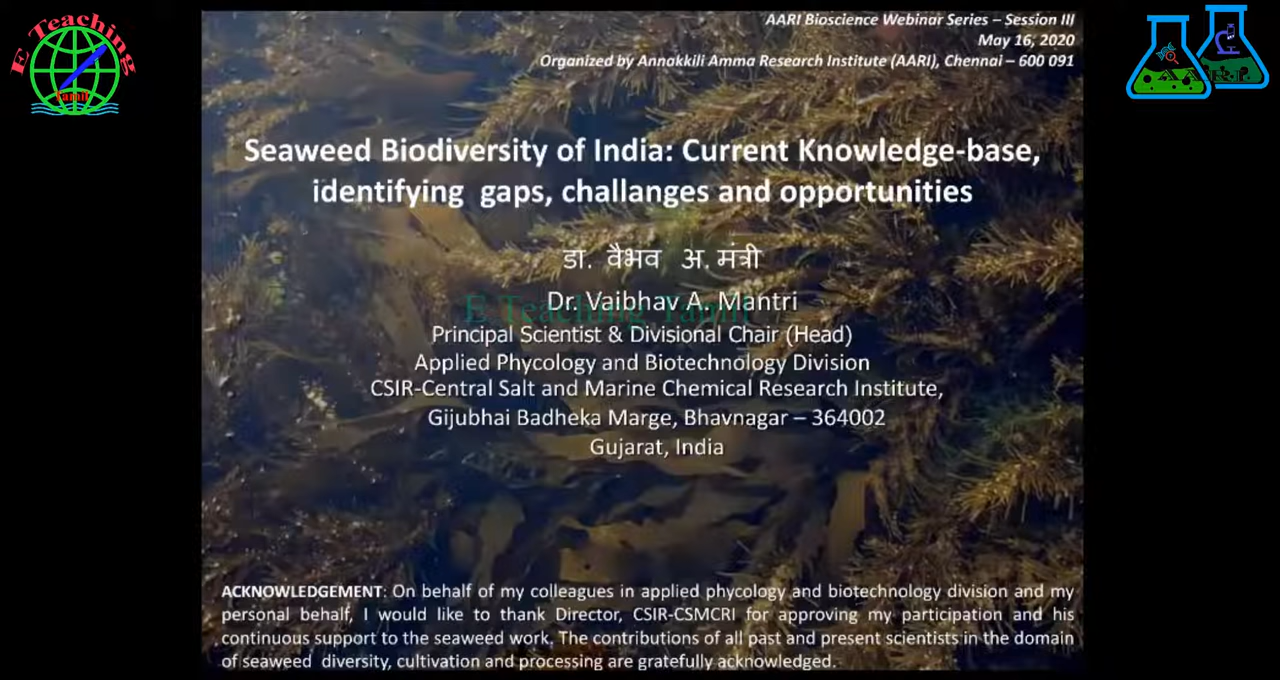 E Teaching
Tamil
AARI Bioscience Webinar Series – Session III
May 16, 2020
Organized by Annakkili Amma Research Institute (AARI), Chennai – 600 091
A.A.R.I.
Seaweed Biodiversity of India: Current Knowledge-base,
identifying gaps, challanges and opportunities
डा. वैभव अ. मंत्री
E Teaching Tamil
Dr. Vaibhav A. Mantri
Principal Scientist & Divisional Chair (Head)
Applied Phycology and Biotechnology Division
CSIR-Central Salt and Marine Chemical Research Institute,
Gijubhai Badheka Marge, Bhavnagar – 364002
Gujarat, India
ACKNOWLEDGEMENT: On behalf of my colleagues in applied phycology and biotechnology division and my
personal behalf, I would like to thank Director, CSIR-CSMCRI for approving my participation and his
continuous support to the seaweed work. The contributions of all past and present scientists in the domain
of seaweed diversity, cultivation and processing are gratefully acknowledged.